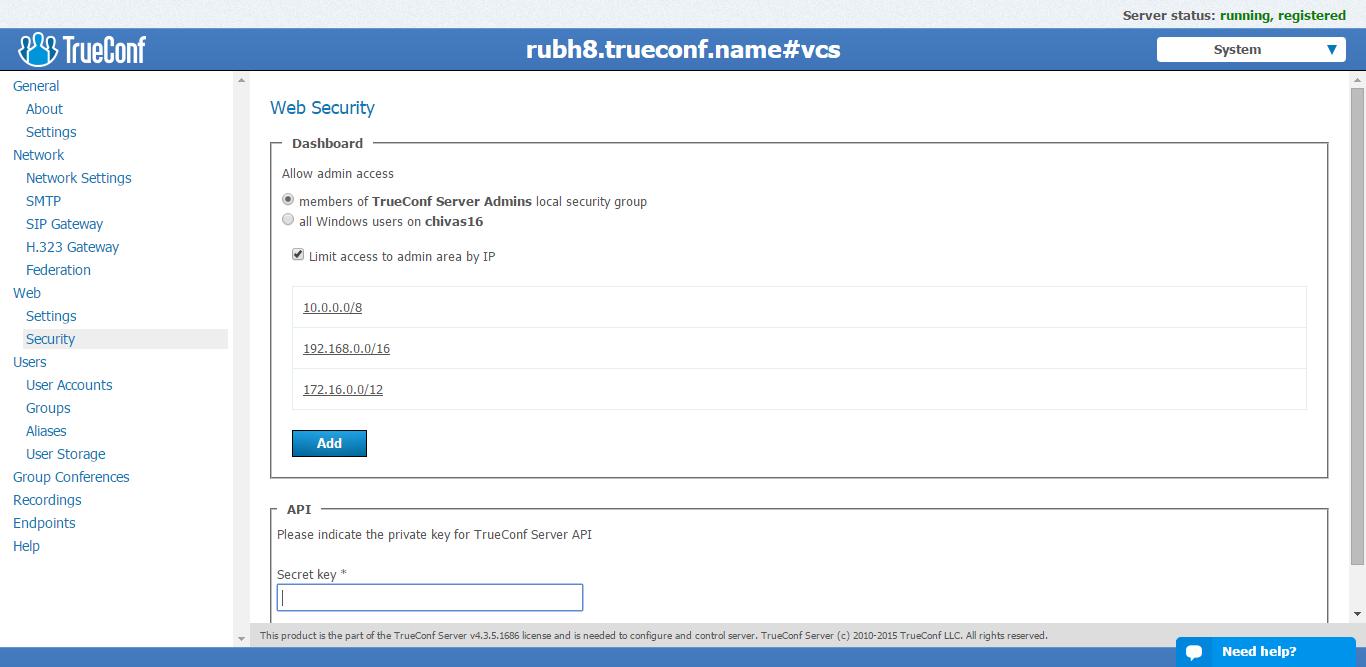 Server status: running, registered
TrueConf
rubh8.trueconf.name#vcs
System
General
About
Settings
Network
Network Settings
SMTP
SIP Gateway
H.323 Gateway
Federation
Web
Settings
Security
Users
User Accounts
Groups
Aliases
User Storage
Group Conferences
Recordings
Endpoints
Help
Web Security
Dashboard
Allow admin access
members of TrueConf Server Admins local security group
all Windows users on chivas16
Limit access to admin area by IP
10.0.0.0/8
192.168.0.0/16
172.16.0.0/12
Add
API
Please indicate the private key for TrueConf Server API
Secret key *
This product is the part of the TrueConf Server v4.3.5.1686 license and is needed to configure and control server. TrueConf Server (c) 2010-2015 TrueConf LLC. All rights reserved.
Need help?